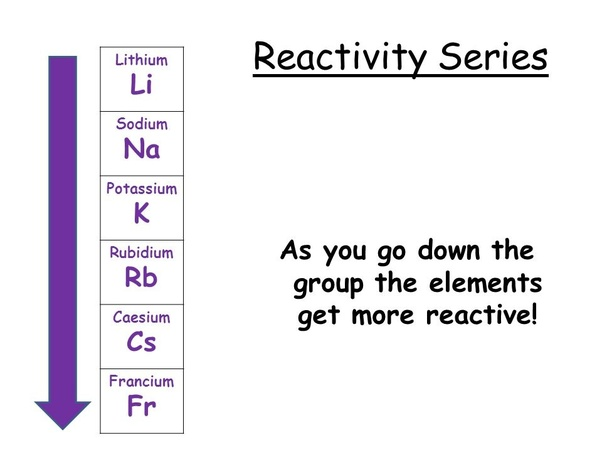 Reactivity Series
Lithium
Li
Sodium
Na
Potassium
K
Rubidium
Rb
Caesium
Cs
Francium
Fr
As you go down the
group the elements
get more reactive!